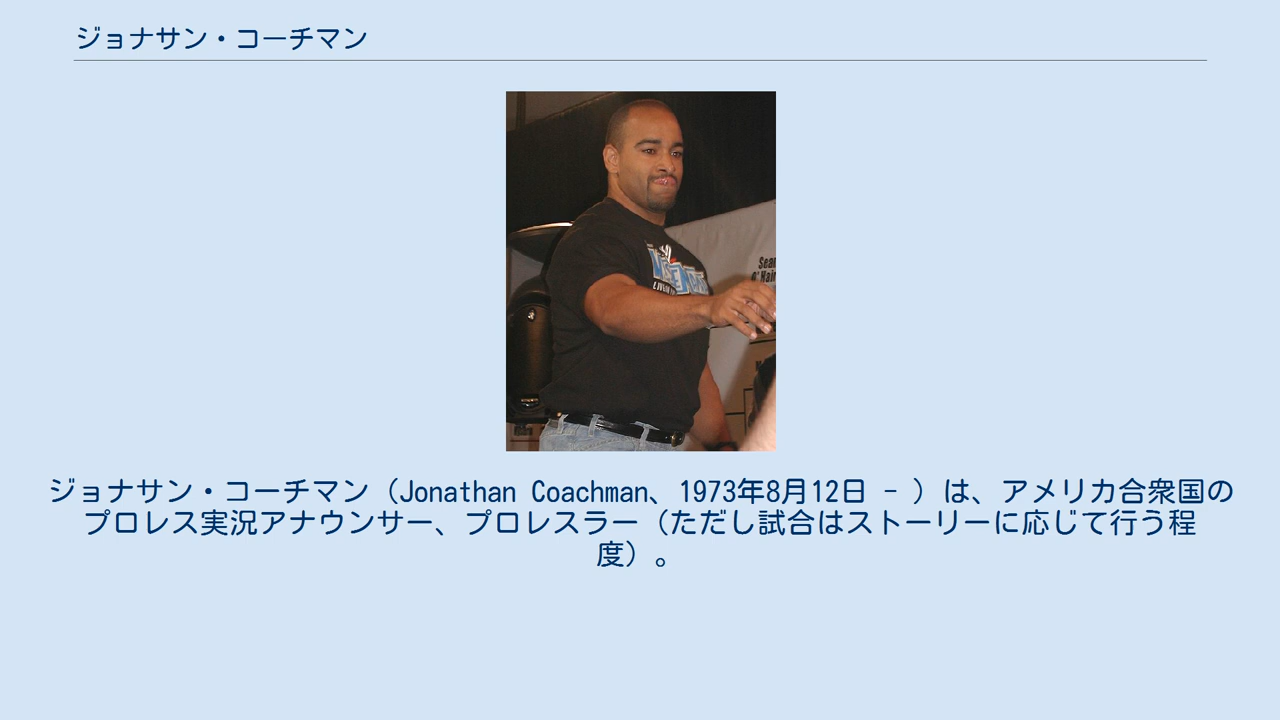 ジョナサン・コーチマン
Sean
O'Hair
ジョナサン・コーチマン（Jonathan Coachman、1973年8月12日 - ）は、アメリカ合衆国の
プロレス実況アナウンサー、プロレスラー（ただし試合はストーリーに応じて行う程
度）。